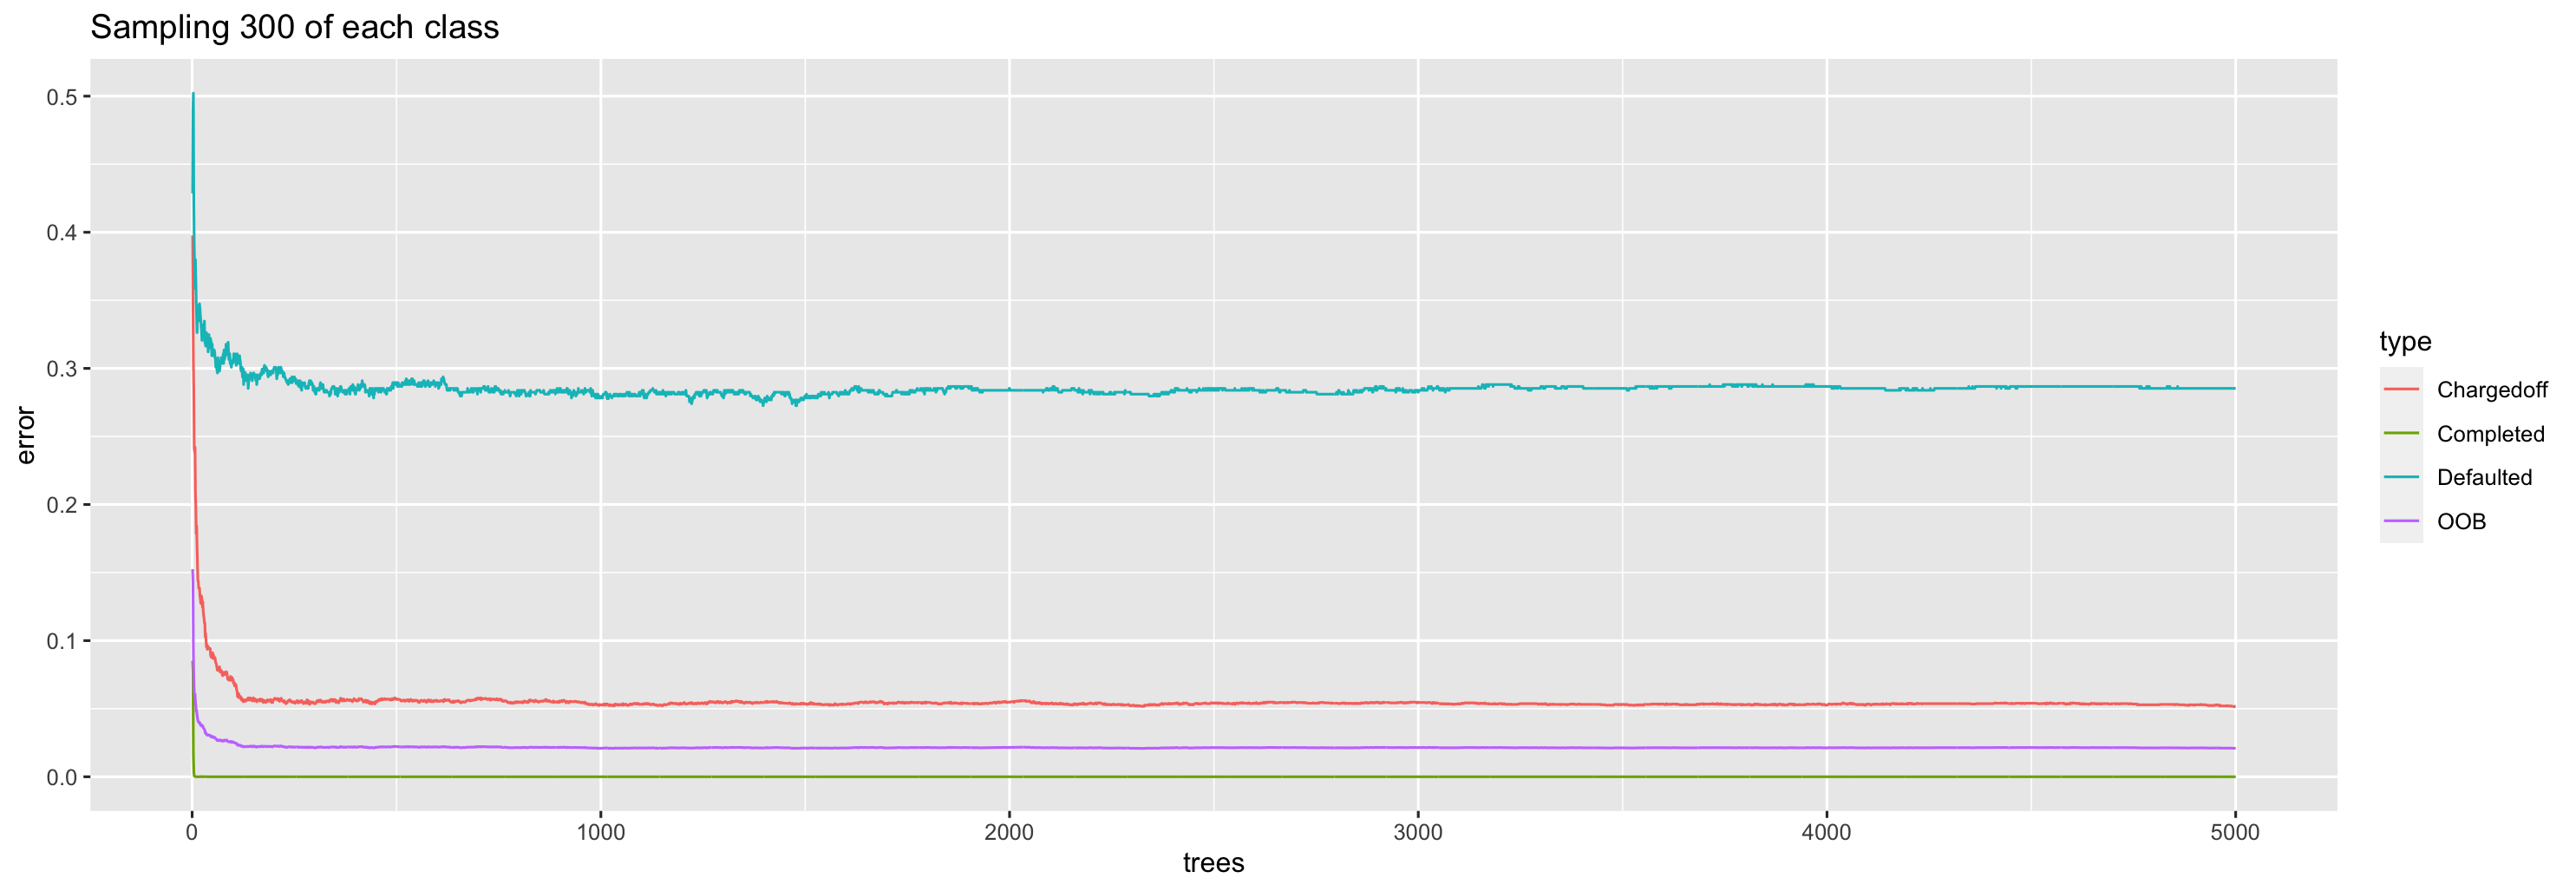 Sampling 300 of each class
0.5
0.4
0.3
0.2
0.1
0.0
error
0 1000 2000 3000 4000 5000
trees
type
Chargedoff
Completed
Defaulted
OOB